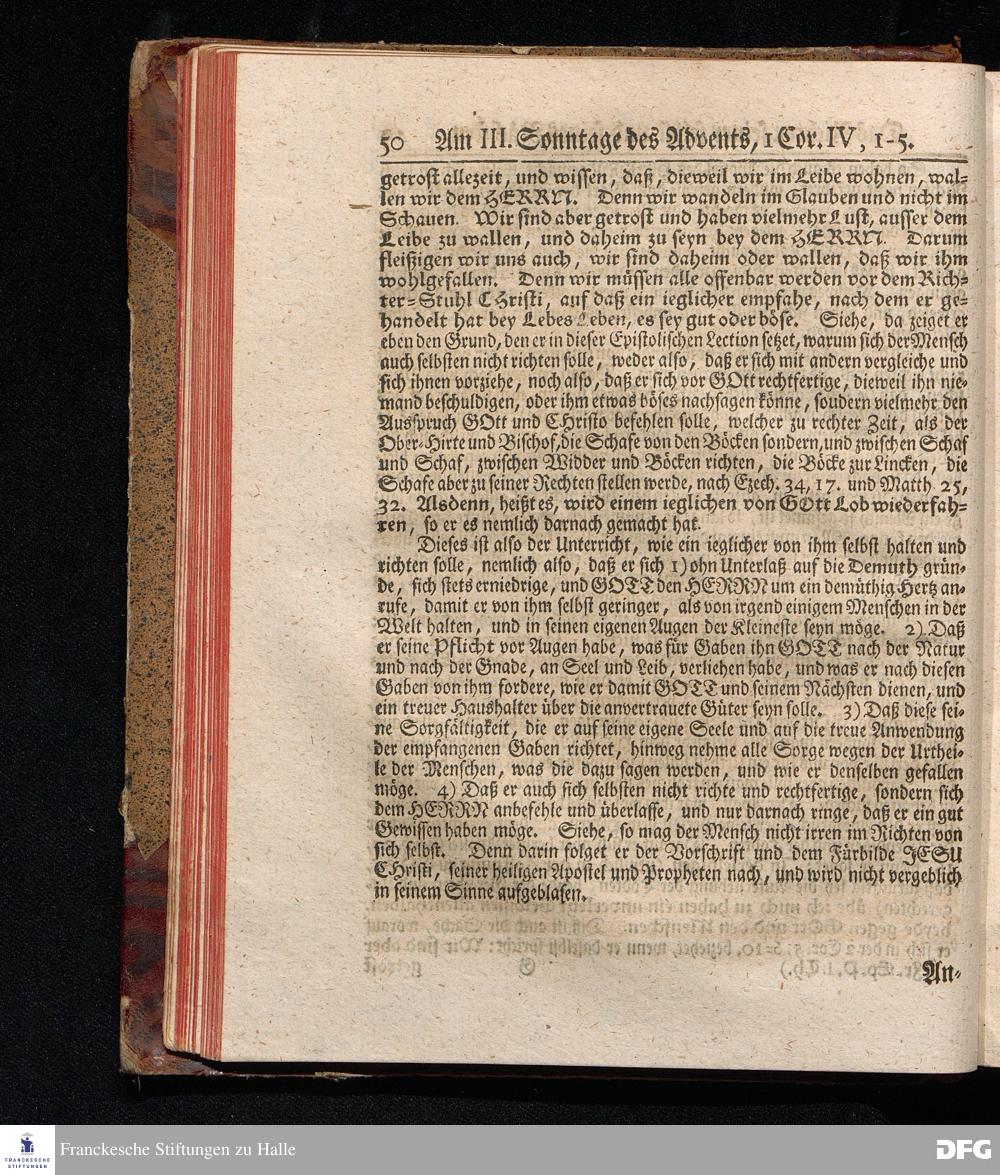 50 Am III. Sonntage des Advents, 1 Cor. IV, 1-5.
getrost allezeit, und wissen, daß, dieweil wir im Leibe wohnen, wal-
len wir dem HERRN. Denn wir wandeln im Glauben und nicht im
Schauen. Wir sind aber getrost und haben vielmehr Lust, ausser dem
Leibe zu wallen, und daheim zu seyn bey dem HERRN. Darum
fleißigen wir uns auch, wir sind daheim oder wallen, daß wir ihm
wohlgefallen. Denn wir müssen alle offenbar werden vor dem Rich-
ter-Stuhl CHristi, auf daß ein ieglicher empfahe, nach dem er ge-
handelt hat bey Lebes Leben, es sey gut oder böse. Siehe, da zeiget er
eben den Grund, den er in dieser Epistolischen Lection setzet, warum sich der Mensch
auch selbsten nicht richten solle, weder also, daß er sich mit andern vergleiche und
sich ihnen vorziehe, noch also, daß er sich vor GOtt rechtfertige, dieweil ihn nie-
mand beschuldigen, oder ihm etwas böses nachsagen könne, sondern vielmehr den
Ausspruch GOtt und CHristo befehlen solle, welcher zu rechter Zeit, als der
Ober-Hirte und Bischof, die Schafe von den Böcken sondern, und zwischen Schaf
und Schaf, zwischen Widder und Böcken richten, die Böcke zur Lincken, die
Schafe aber zu seiner Rechten stellen werde, nach Ezech. 34, 17. und Matth. 25,
32. Alsdenn, heißt es, wird einem ieglichen von GOtt Lob wiederfah-
ren, so er es nemlich darnach gemacht hat.
Dieses ist also der Unterricht, wie ein ieglicher von ihm selbst halten und
richten solle, nemlich also, daß er sich 1) ohn Unterlaß auf die Demuth grün-
de, sich stets erniedrige, und GOTT den HERRN um ein demüthig Hertz an-
rufe, damit er von ihm selbst geringer, als von irgend einigem Menschen in der
Welt halten, und in seinen eigenen Augen der Kleineste seyn möge. 2) Daß
er seine Pflicht vor Augen habe, was für Gaben ihn GOTT nach der Natur
und nach der Gnade, an Seel und Leib, verliehen habe, und was er nach diesen
Gaben von ihm fordere, wie er damit GOTT und seinem Nächsten dienen, und
ein treuer Haushalter über die anvertrauete Güter seyn solle. 3) Daß diese sei-
ne Sorgfältigkeit, die er auf seine eigene Seele und auf die treue Anwendung
der empfangenen Gaben richtet, hinweg nehme alle Sorge wegen der Urthei-
le der Menschen, was die dazu sagen werden, und wie er denselben gefallen
möge. 4) Daß er auch sich selbsten nicht richte und rechtfertige, sondern sich
dem HERRN anbefehle und überlasse, und nur darnach ringe, daß er ein gut
Gewissen haben möge. Siehe, so mag der Mensch nicht irren im Richten von
sich selbst. Denn darin folget er der Vorschrift und dem Fürbilde JESU
CHristi, seiner heiligen Apostel und Propheten nach, und wird nicht vergeblich
in seinem Sinne aufgeblasen.
An-
FRANCKESCHE
STIFTUNGEN
Franckesche Stiftungen zu Halle
DFG